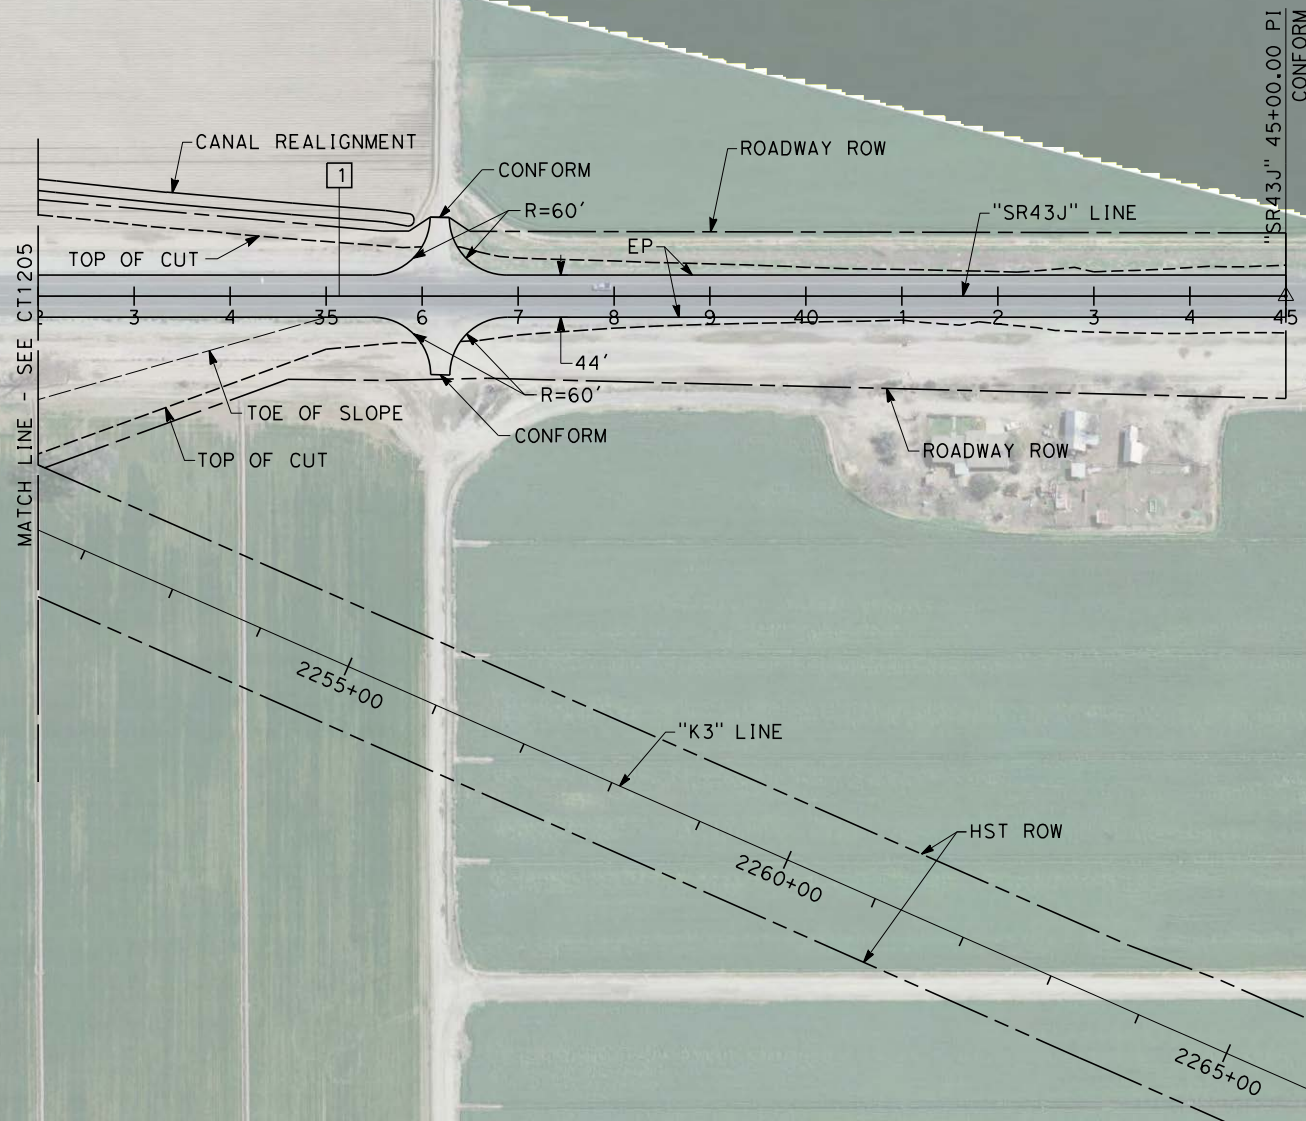 "SR43J" 45+00.00 PI
CONFORM
CANAL REALIGNMENT
1
CONFORM
ROADWAY ROW
R=60'
"SR43J" LINE
EP
TOP OF CUT
MATCH LINE - SEE CT1205
2 3 4 35 6 7 8 9 40 1 2 3 4 45
44'
R=60'
TOE OF SLOPE
CONFORM
TOP OF CUT
ROADWAY ROW
2255+00
"K3" LINE
HST ROW
2260+00
2265+00